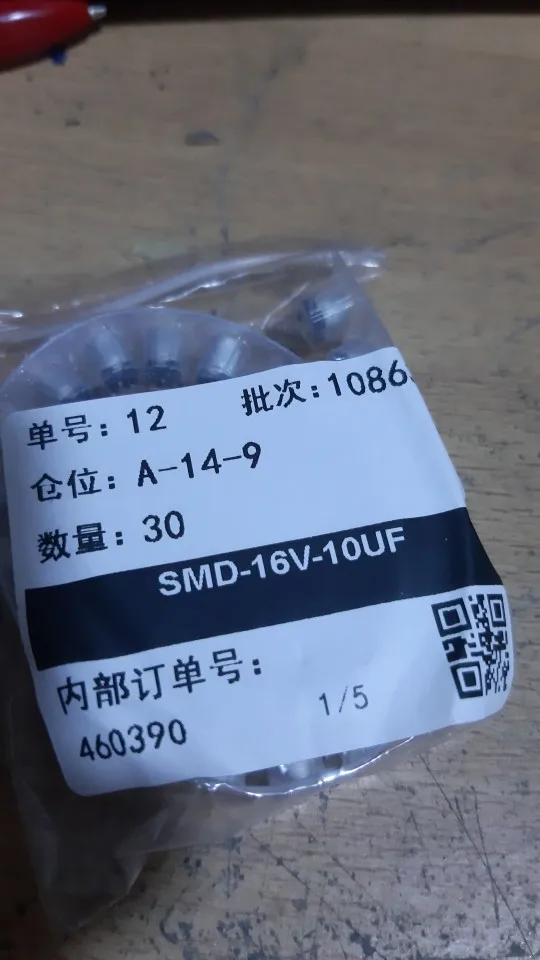 单号：12 批次：1086
仓位：A-14-9
数量：30
SMD-16V-10UF
内部订单号：
460390 1/5